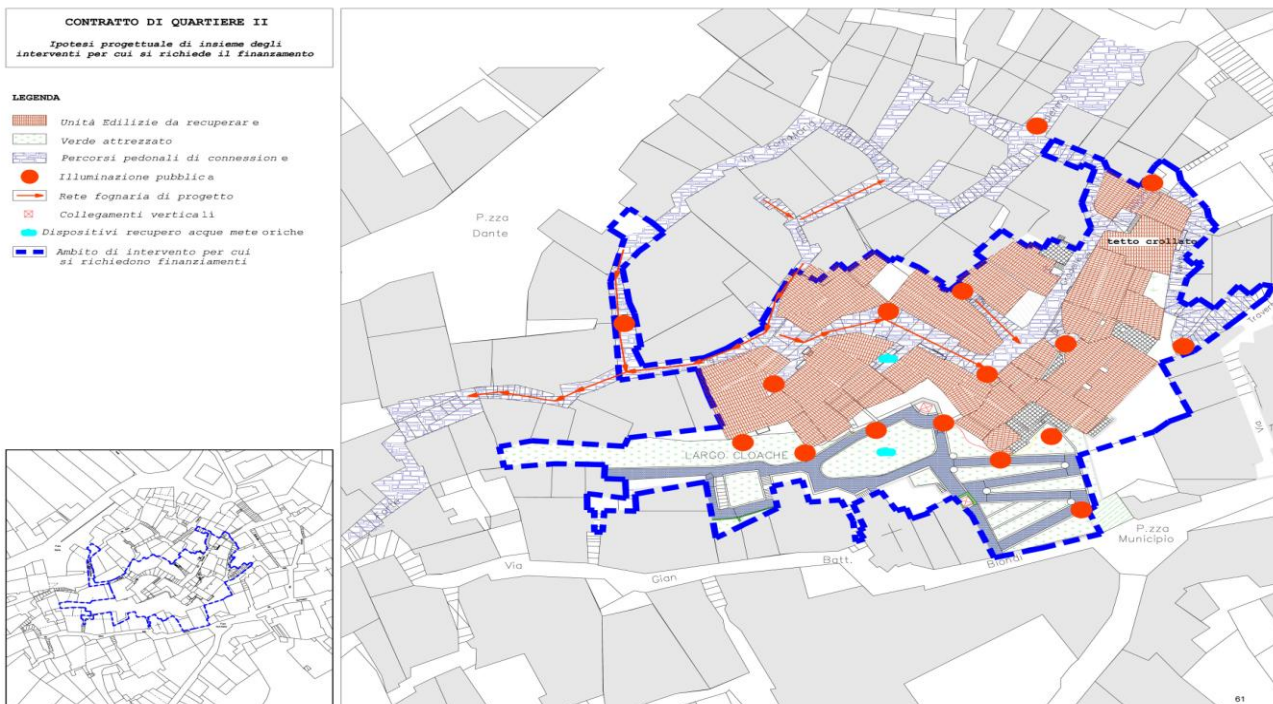 CONTRATTO DI QUARTIERE II
Ipotesi progettuale di insieme degli
interventi per cui si richiede il finanzamento
LEGENDA
Unità Edilizie da recuperare
Verde attrezzato
Percorsi pedonali di connessione
Illuminazione pubblica
Rete fognaria di progetto
Collegamenti verticali
Dispositivi recupero acque meteoriche
Ambito di intervento per cui
si richiedono finanziamenti
P.zza
Dante
Via
tetto crollato
LARGO CLOACHE
P.zza
Municipio
Via
Gian
Batt.
Biondi
Via
61